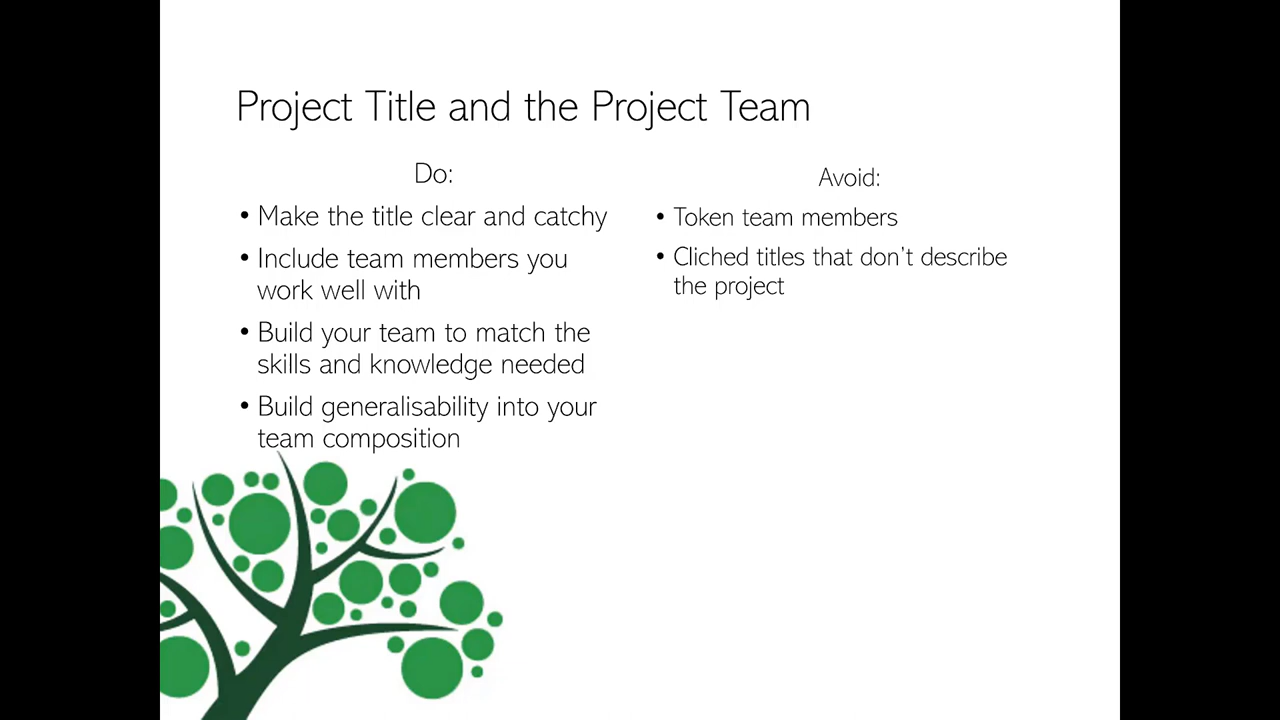 Project Title and the Project Team
Do:
• Make the title clear and catchy
• Include team members you
work well with
• Build your team to match the
skills and knowledge needed
• Build generalisability into your
team composition
Avoid:
• Token team members
• Cliched titles that don't describe
the project